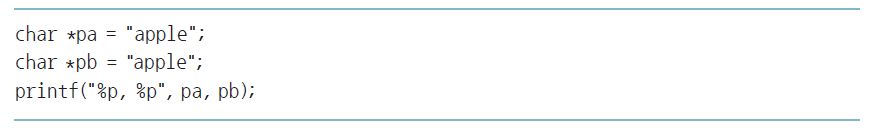 char *pa = "apple";
char *pb = "apple";
printf("%p, %p", pa, pb);